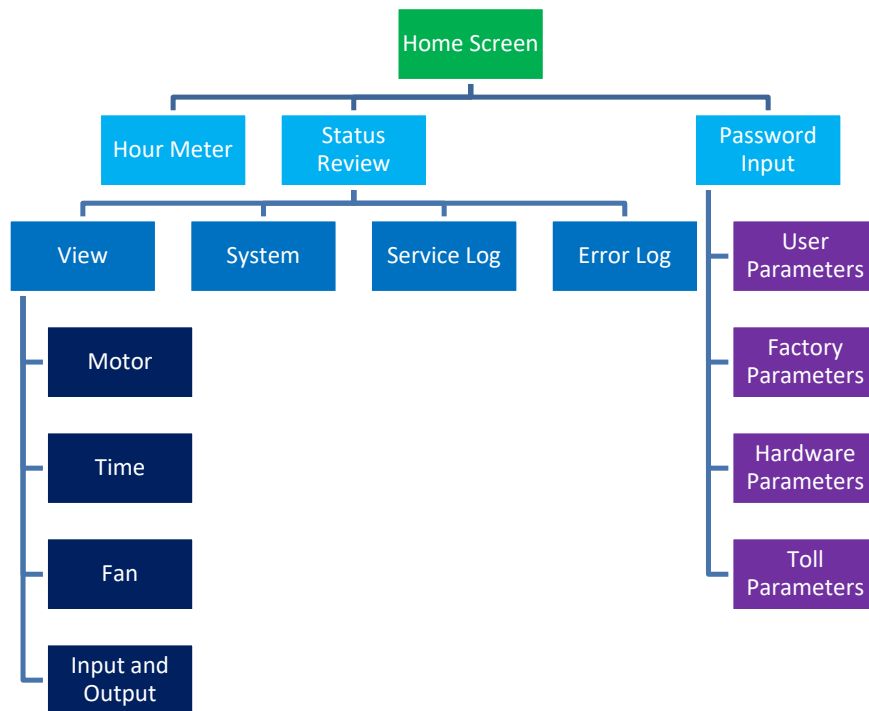 Home Screen
Hour Meter
Status
Review
Password
Input
View
System
Service Log
Error Log
User
Parameters
Motor
Factory
Parameters
Time
Hardware
Parameters
Fan
Toll
Parameters
Input and
Output